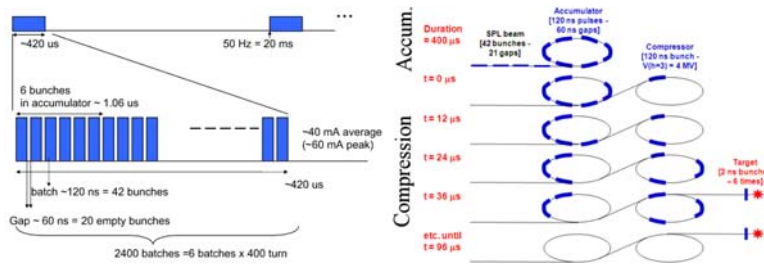 ~420 us
50 Hz = 20 ms
...
6 bunches
in accumulator ~ 1.06 us
~40 mA average
(~60 mA peak)
batch ~120 ns = 42 bunches
~420 us
Gap ~ 60 ns = 20 empty bunches
2400 batches =6 batches x 400 turn
Accum.
Compression
Duration
= 400 µs
SPL beam
[42 bunches -
21 gaps]
Accumulator
[120 ns pulses -
60 ns gaps]
Compressor
[120 ns bunch -
V(h=3) = 4 MV]
t = 0 µs
t = 12 µs
t = 24 µs
t = 36 µs
etc. until
t = 96 µs
Target
[2 ns bunch
– 6 times]